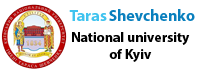 Taras Shevchenko
National university
of Kyiv